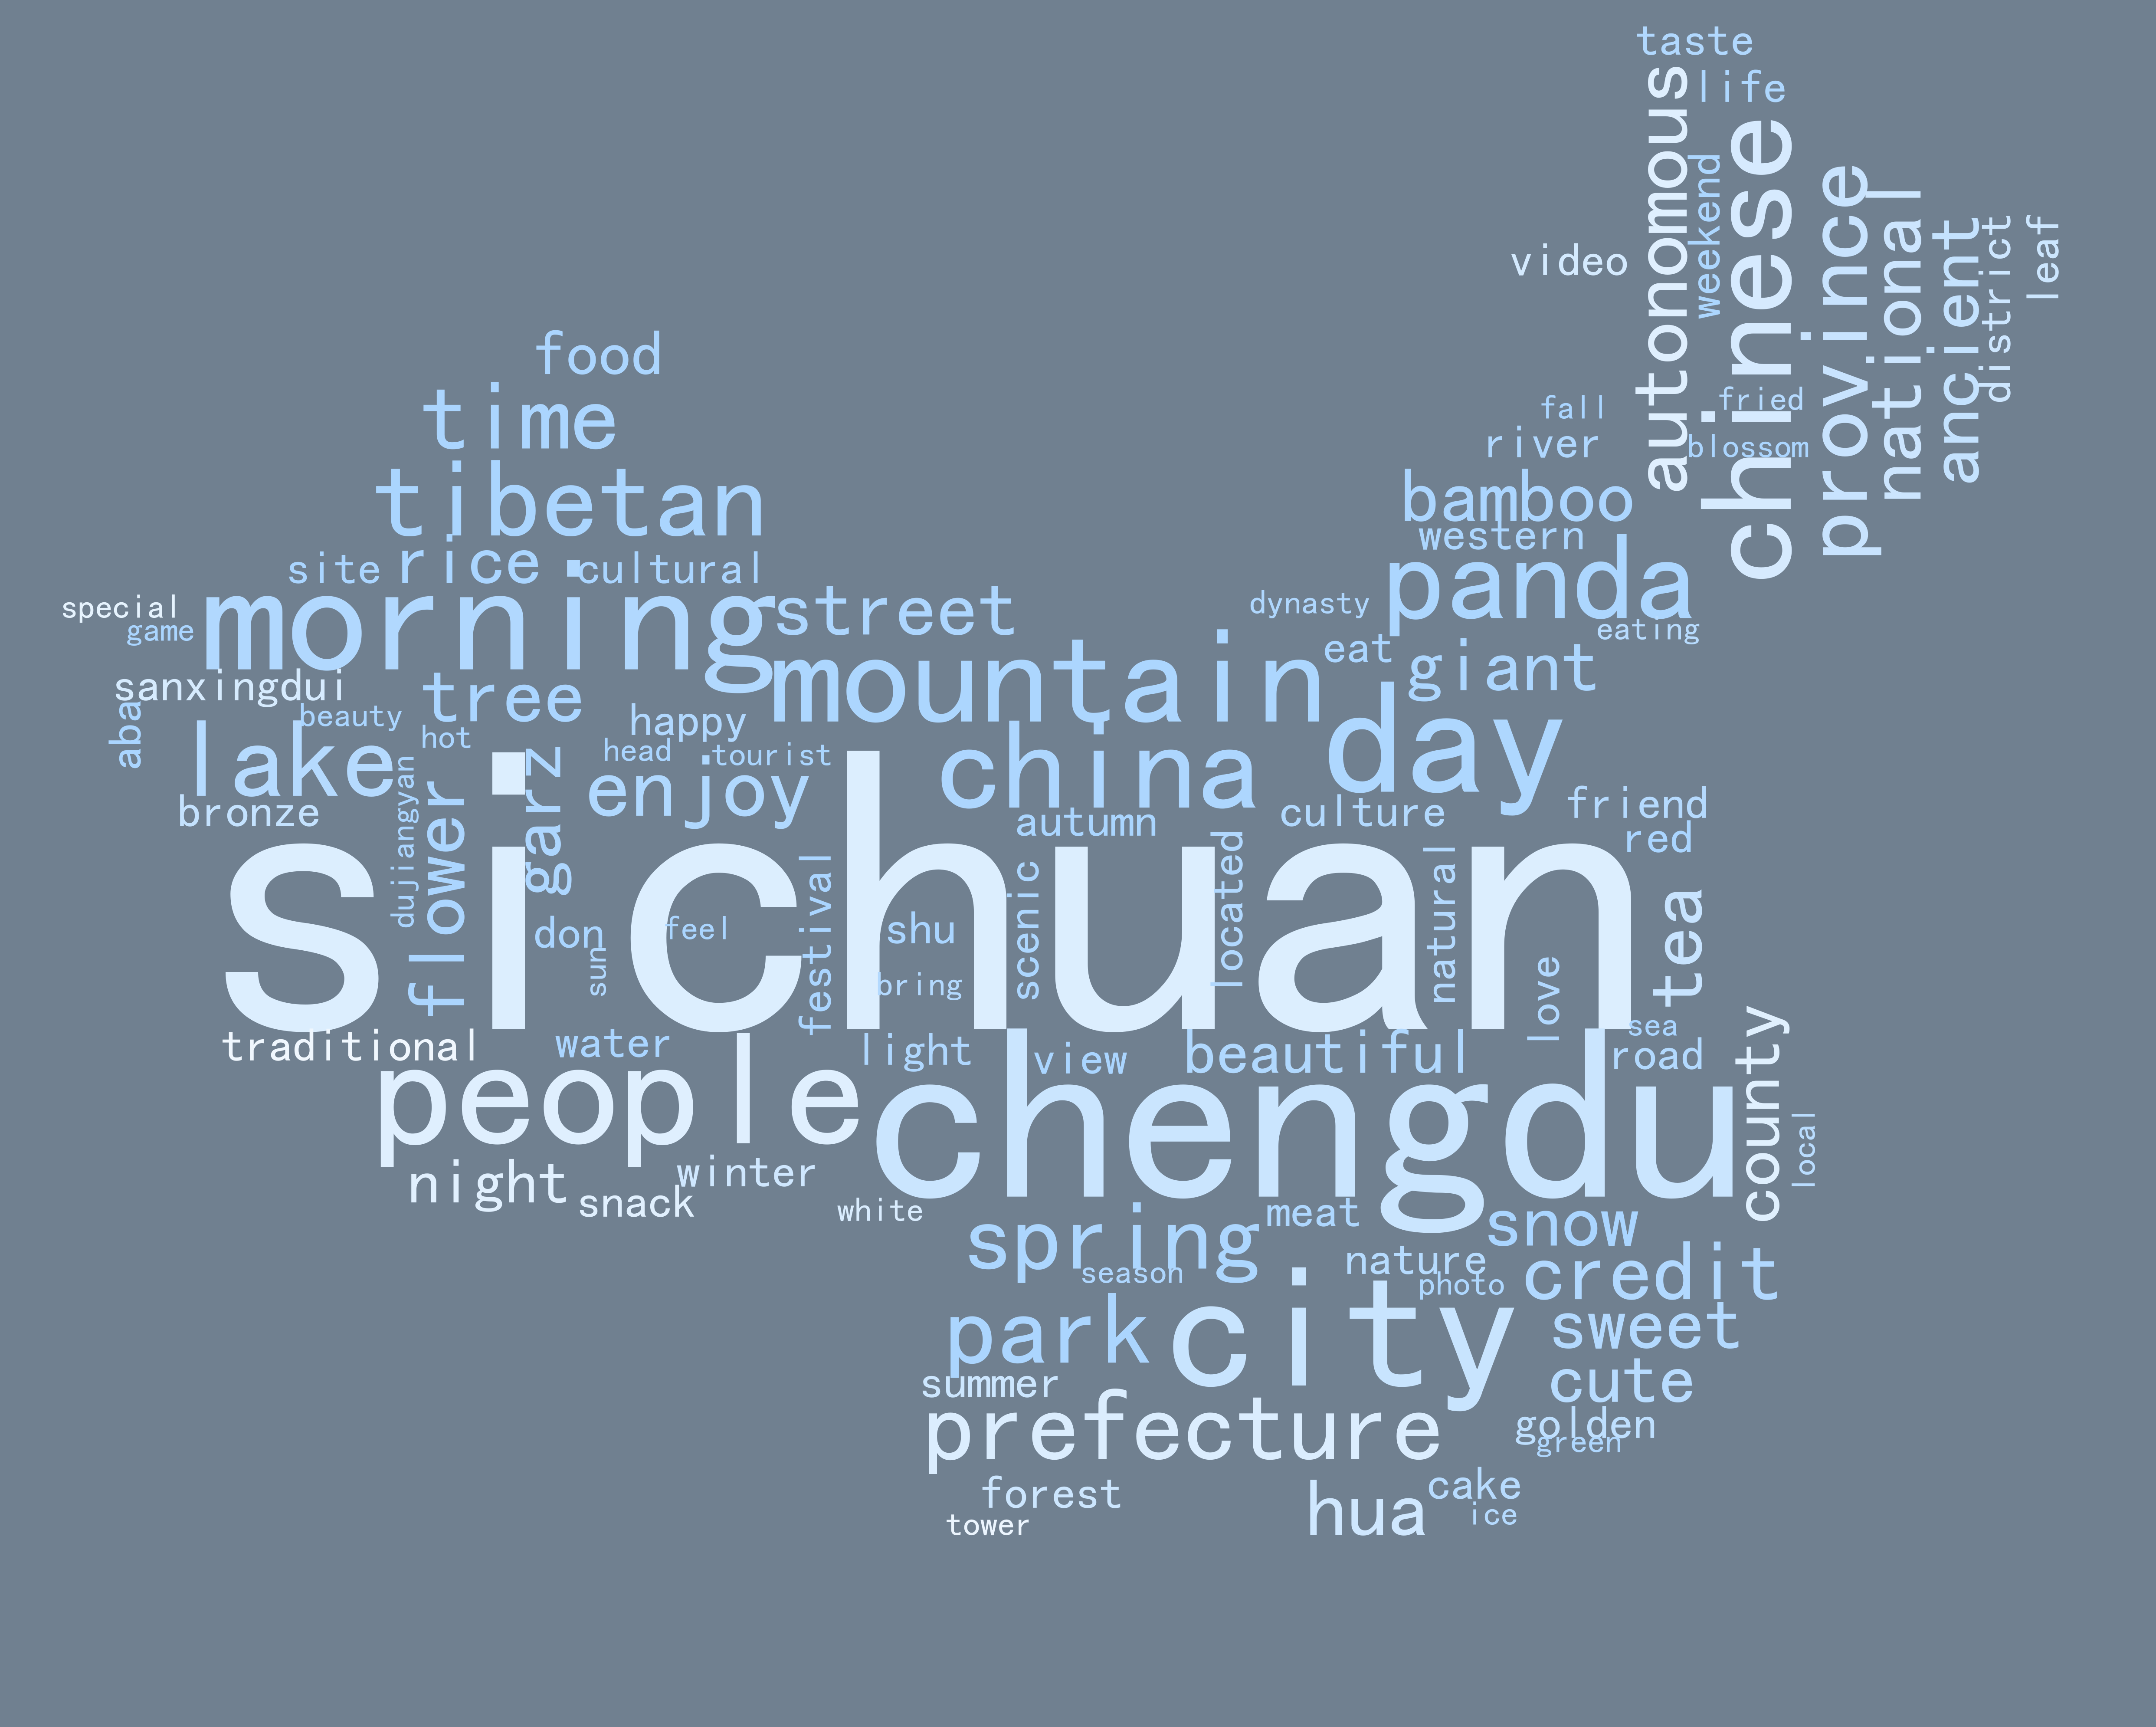 taste
life
autonomous
weekend
chinese
province
national
ancient
district
leaf
video
food
time
fried
fall
river
blossom
tibetan
bamboo
western
site
rice
cultural
panda
special
game
morning
street
dynasty
eating
mountain
eat
giant
sanxingdui
aba
tree
beauty
hot
happy
head
tourist
lake
enjoy
china
day
bronze
dujiangyan
flower
garz
autumn
culture
friend
red
sichuan
don
sun
feel
festival
shu
bring
scenic
located
natural
love
tea
sea
traditional
water
light
view
beautiful
road
county
local
people
chengdu
night
snack
winter
white
meat
spring
season
snow
nature
photo
credit
park
city
sweet
summer
cute
prefecture
golden
green
forest
tower
hua
cake
ice